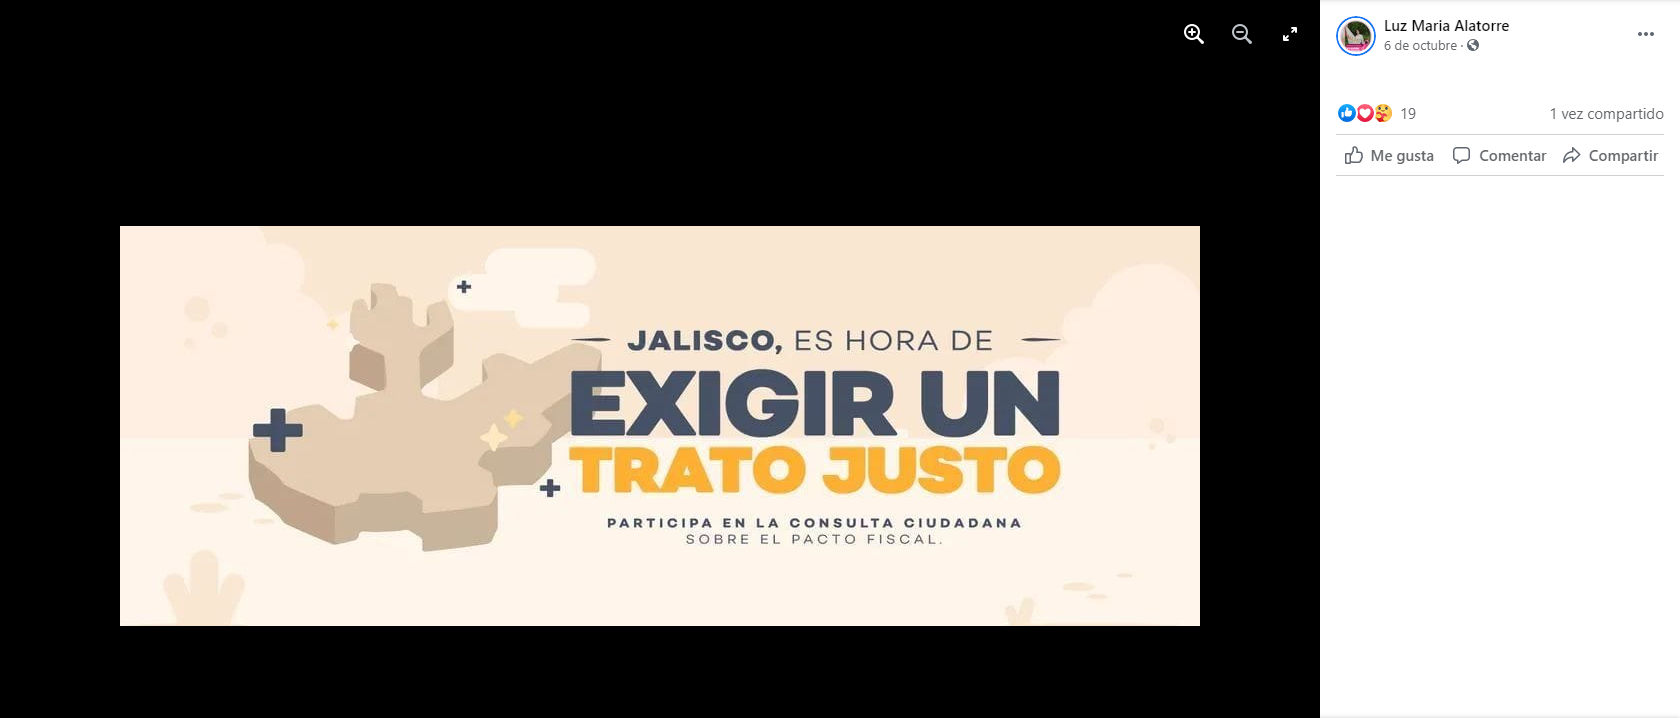 JALISCO, ES HORA DE
EXIGIR UN
TRATO JUSTO
PARTICIPA EN LA CONSULTA CIUDADANA
SOBRE EL PACTO FISCAL.
Luz Maria Alatorre
6 de octubre ·
19
1 vez compartido
Me gusta
Comentar
Compartir